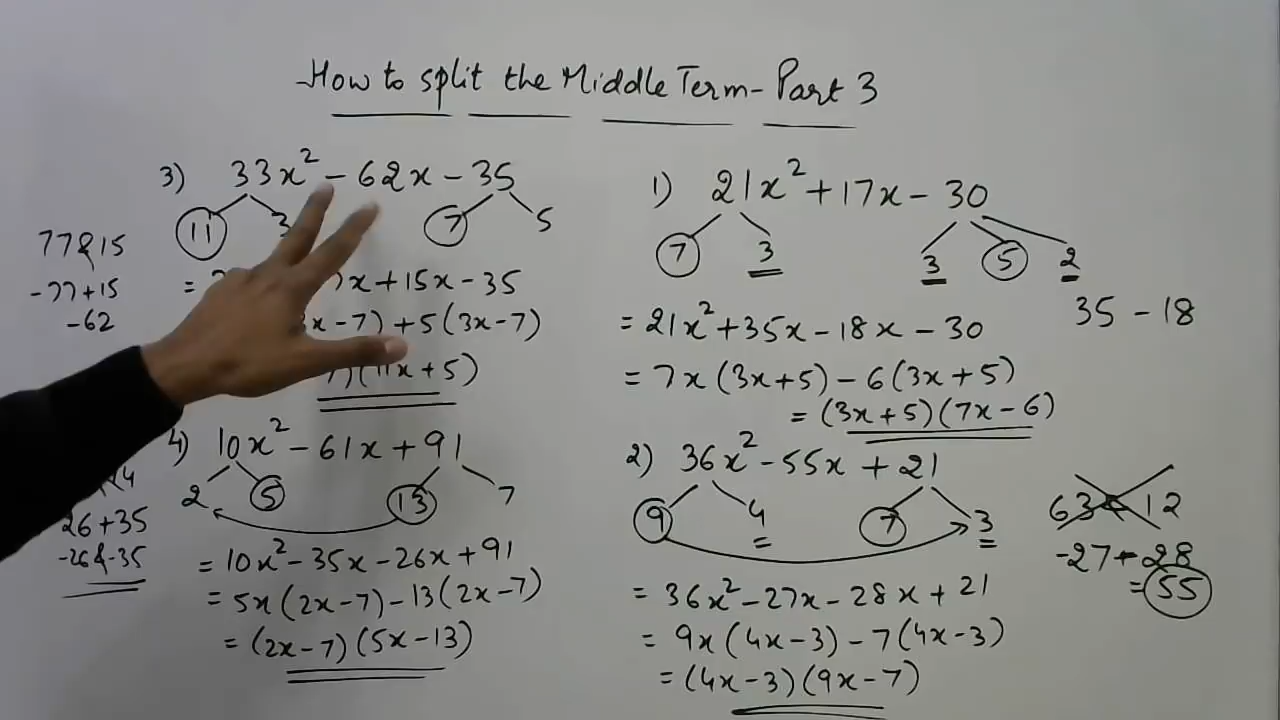 How to split the Middle Term - Part 3
3) 33x² - 62x - 35
11 3 7 5
77 & 15
-77+15
-62
= x+15x-35
x-7)+5(3x-7)
)(11x+5)
4) 10x² - 61x + 91
2 5 13 7
26+35
-26&-35
= 10x²-35x-26x+91
= 5x(2x-7)-13(2x-7)
= (2x-7)(5x-13)
1) 21x²+17x-30
7 3 3 5 2
35-18
= 21x²+35x-18x-30
= 7x(3x+5)-6(3x+5)
= (3x+5)(7x-6)
2) 36x²-55x+21
9 4 7 3
63 & 12
-27+-28
=55
= 36x²-27x-28x+21
= 9x(4x-3)-7(4x-3)
= (4x-3)(9x-7)